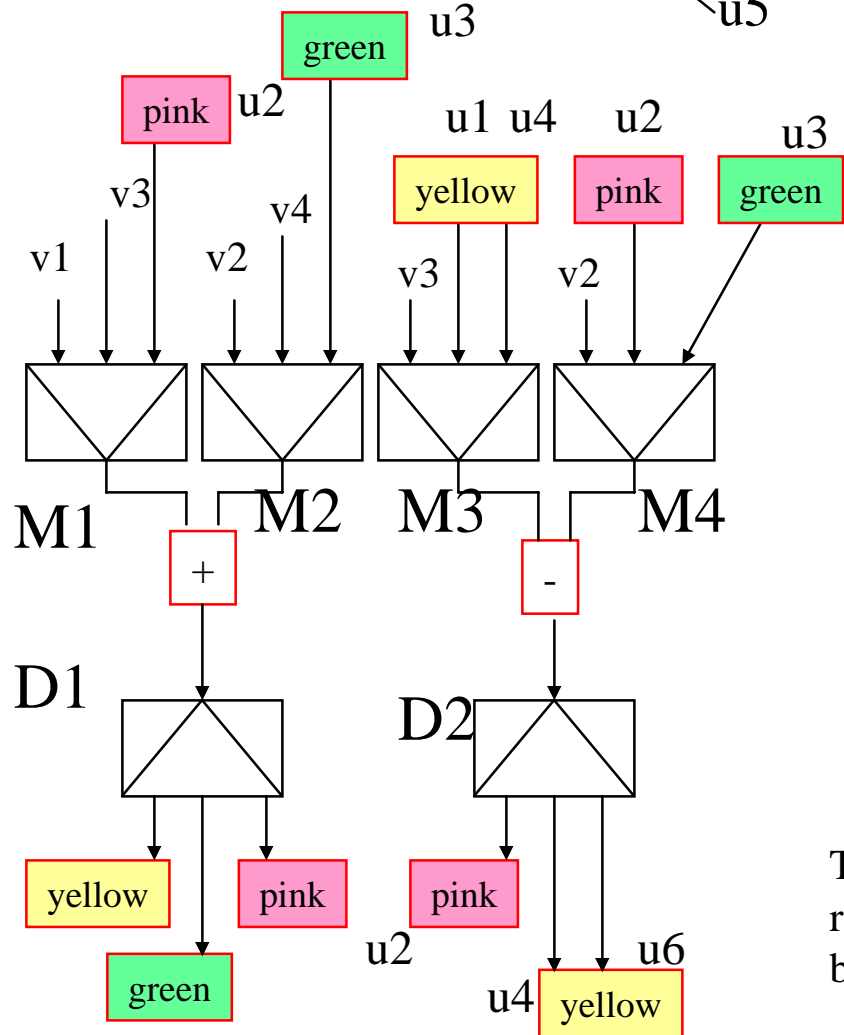 u5
green u3
pink u2
u1 u4 u2 u3
yellow pink green
v3 v4
v1 v2 v3 v2
M1 M2 M3 M4
+ -
D1 D2
yellow pink pink
u2 u6
green u4 yellow